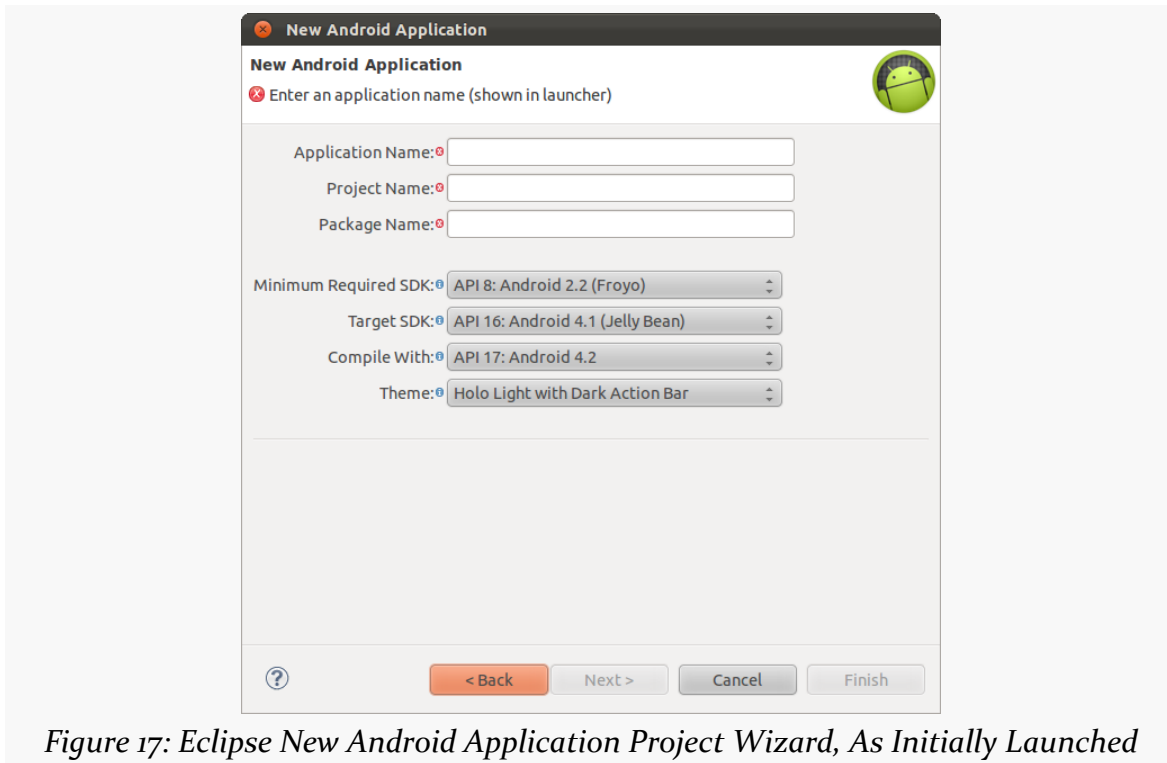 New Android Application
New Android Application
Enter an application name (shown in launcher)
Application Name:
Project Name:
Package Name:
Minimum Required SDK: API 8: Android 2.2 (Froyo)
Target SDK: API 16: Android 4.1 (Jelly Bean)
Compile With: API 17: Android 4.2
Theme: Holo Light with Dark Action Bar
? < Back Next > Cancel Finish
Figure 17: Eclipse New Android Application Project Wizard, As Initially Launched